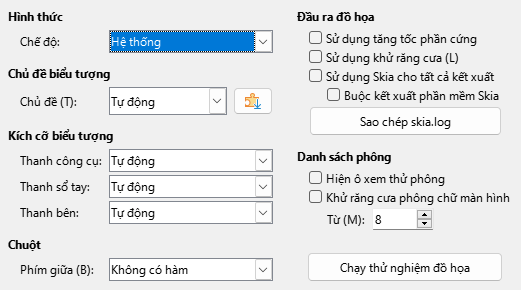 Hình thức
Chế độ: Hệ thống
Chủ đề biểu tượng
Chủ đề (T): Tự động
Kích cỡ biểu tượng
Thanh công cụ: Tự động
Thanh sổ tay: Tự động
Thanh bên: Tự động
Chuột
Phím giữa (B): Không có hàm
Đầu ra đồ họa
Sử dụng tăng tốc phần cứng
Sử dụng khử răng cưa (L)
Sử dụng Skia cho tất cả kết xuất
Buộc kết xuất phần mềm Skia
Sao chép skia.log
Danh sách phông
Hiện ô xem thử phông
Khử răng cưa phông chữ màn hình
Từ (M): 8
Chạy thử nghiệm đồ họa